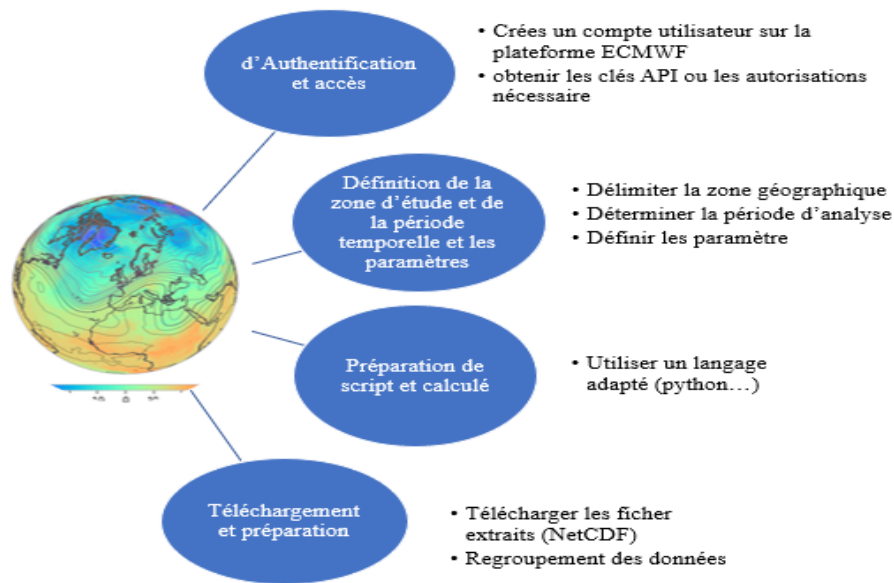 d’Authentification
et accès
• Crées un compte utilisateur sur la
plateforme ECMWF
• obtenir les clés API ou les autorisations
nécessaire
Définition de la
zone d’étude et de
la période
temporelle et les
paramètres
• Délimiter la zone géographique
• Déterminer la période d’analyse
• Définir les paramètre
Préparation de
script et calculé
• Utiliser un langage
adapté (python…)
Téléchargement
et préparation
• Télécharger les ficher
extraits (NetCDF)
• Regroupement des données